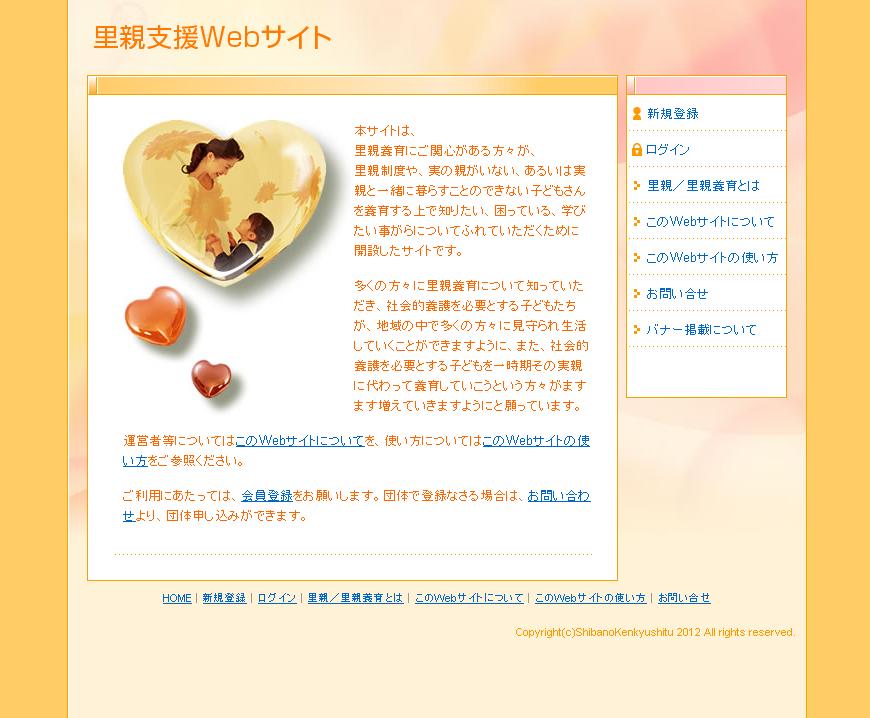 里親支援Webサイト
本サイトは、
里親養育にご関心がある方々が、
里親制度や、実の親がいない、あるいは実
親と一緒に暮らすことのできない子どもさん
を養育する上で知りたい、困っている、学び
たい事がらについてふれていただくために
開設したサイトです。
多くの方々に里親養育について知っていた
だき、社会的養護を必要とする子どもたち
が、地域の中で多くの方々に見守られ生活
していくことができますように、また、社会的
養護を必要とする子どもを一時期その実親
に代わって養育していこうという方々がます
ます増えていきますようにと願っています。
運営者等についてはこのWebサイトについてを、使い方についてはこのWebサイトの使
い方をご参照ください。
ご利用にあたっては、会員登録をお願いします。団体で登録なさる場合は、お問い合わ
せより、団体申し込みができます。
新規登録
ログイン
里親／里親養育とは
このWebサイトについて
このWebサイトの使い方
お問い合せ
バナー掲載について
HOME｜新規登録｜ログイン｜里親／里親養育とは｜このWebサイトについて｜このWebサイトの使い方｜お問い合せ
Copyright(c)ShibanoKenkyushitu 2012 All rights reserved.